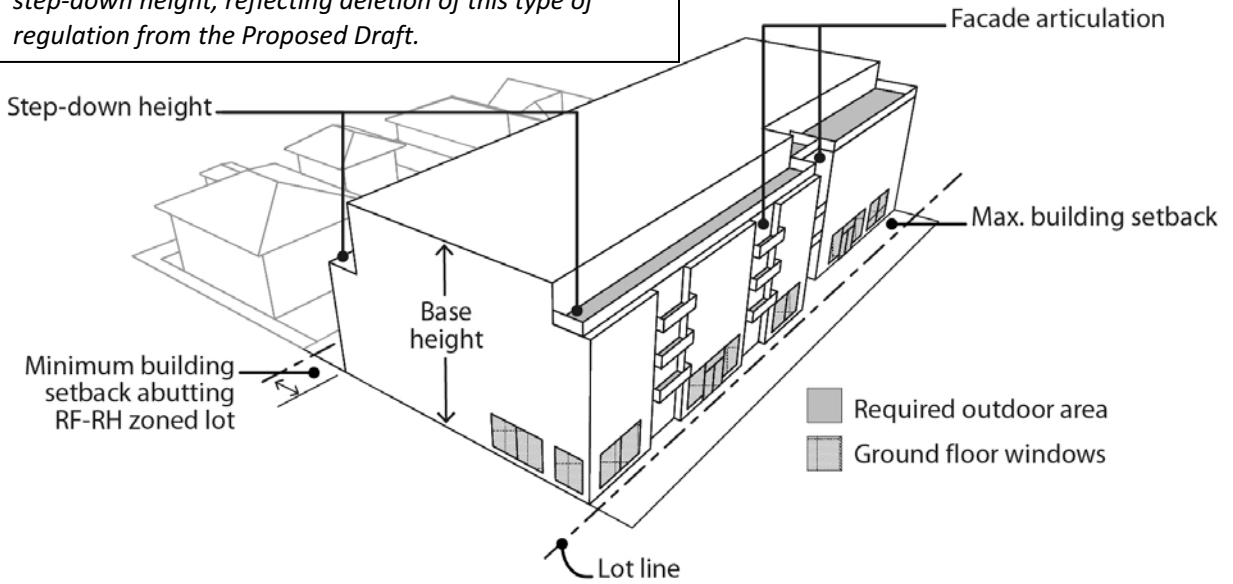 step-down height, reflecting deletion of this type of
regulation from the Proposed Draft.
Facade articulation
Step-down height
Max. building setback
Base
height
Minimum building
setback abutting
RF-RH zoned lot
Required outdoor area
Ground floor windows
Lot line